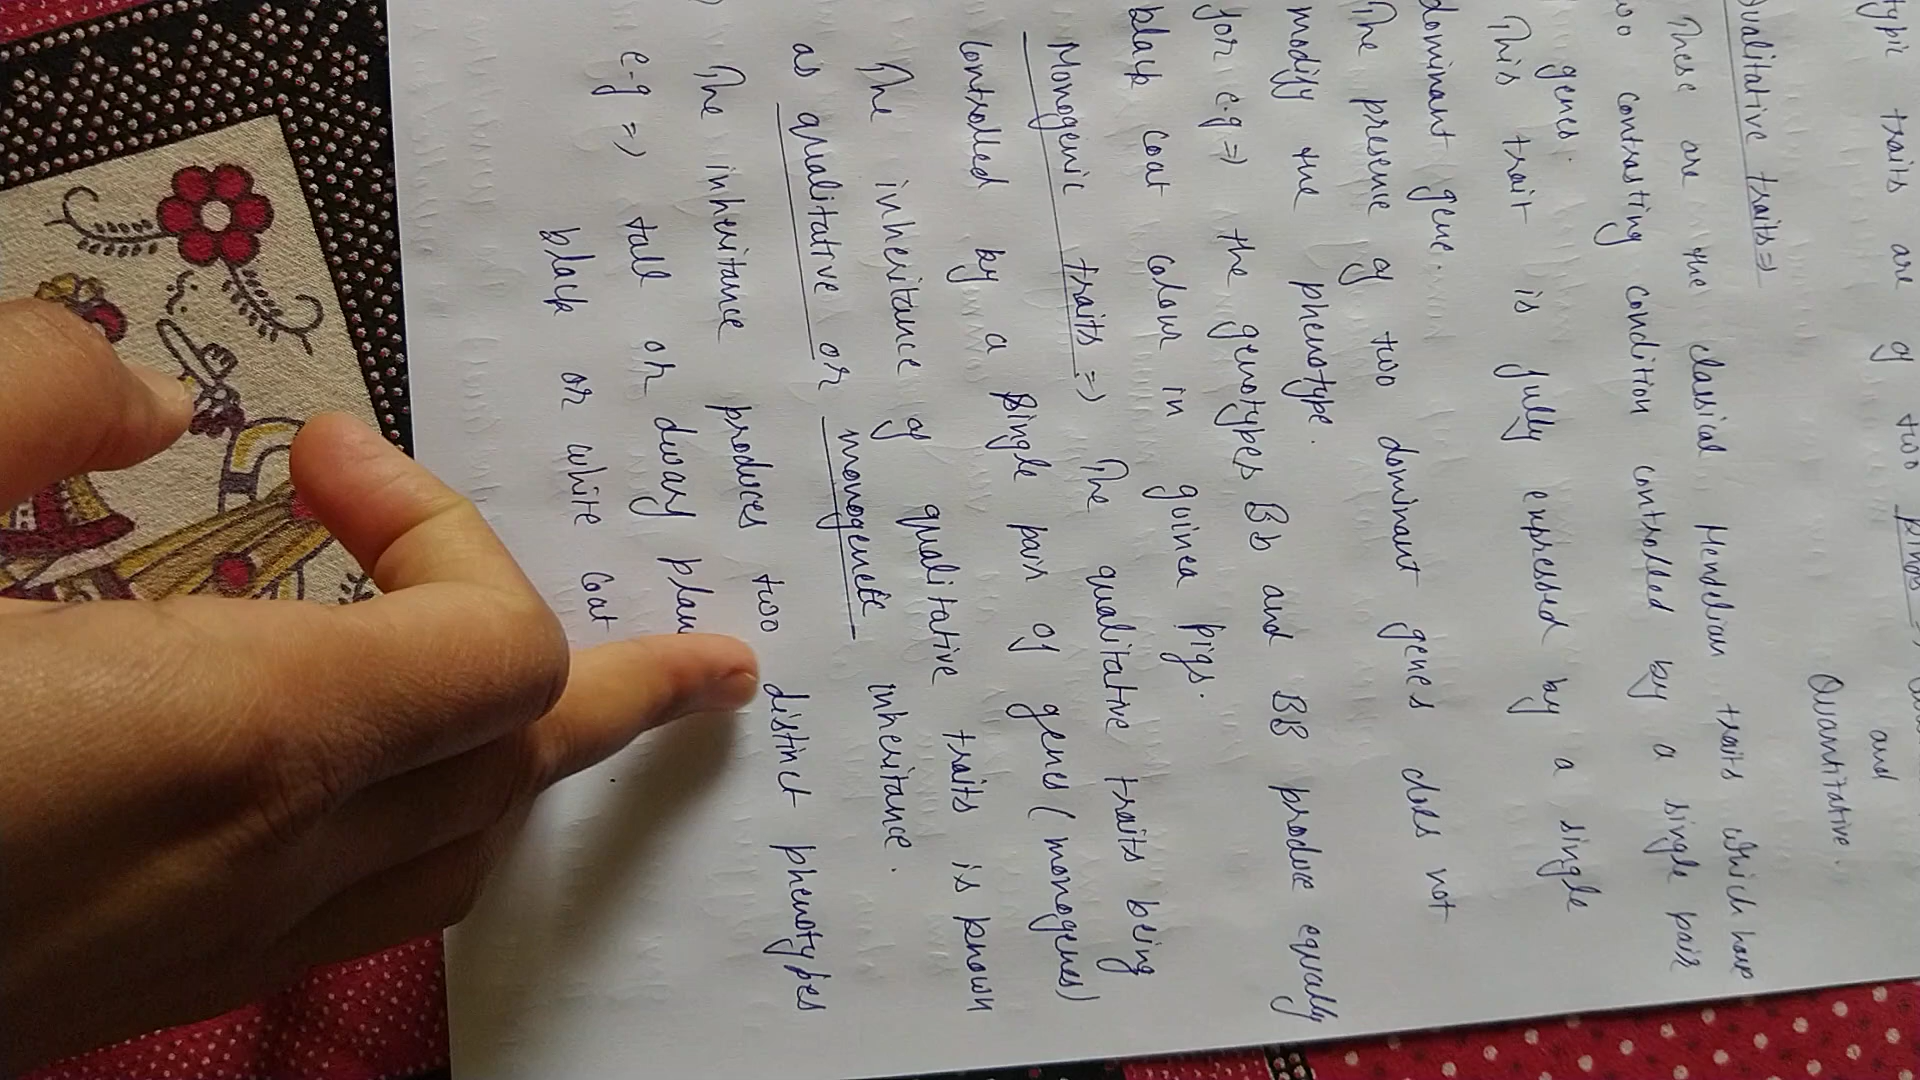 typic traits are of two kinds =>
and
Quantitative.
Qualitative traits =>
These are the classical Mendelian traits which have
two contrasting condition controlled by a single pair
genes.
This trait is fully expressed by a single
dominant gene.
The presene of two dominant genes does not
modify the phenotype.
for e.g => the genotypes Bb and BB produce equally
black coat colour in guinea pigs.
Monogenic traits => The qualitative traits being
controlled by a single pair of genes (monogenes)
The inheritance of qualitative traits is known
as qualitative or monogenetic inheritance.
The inheritance produces two distinct phenotypes
e.g => tall or dwarf plan
black or white coat